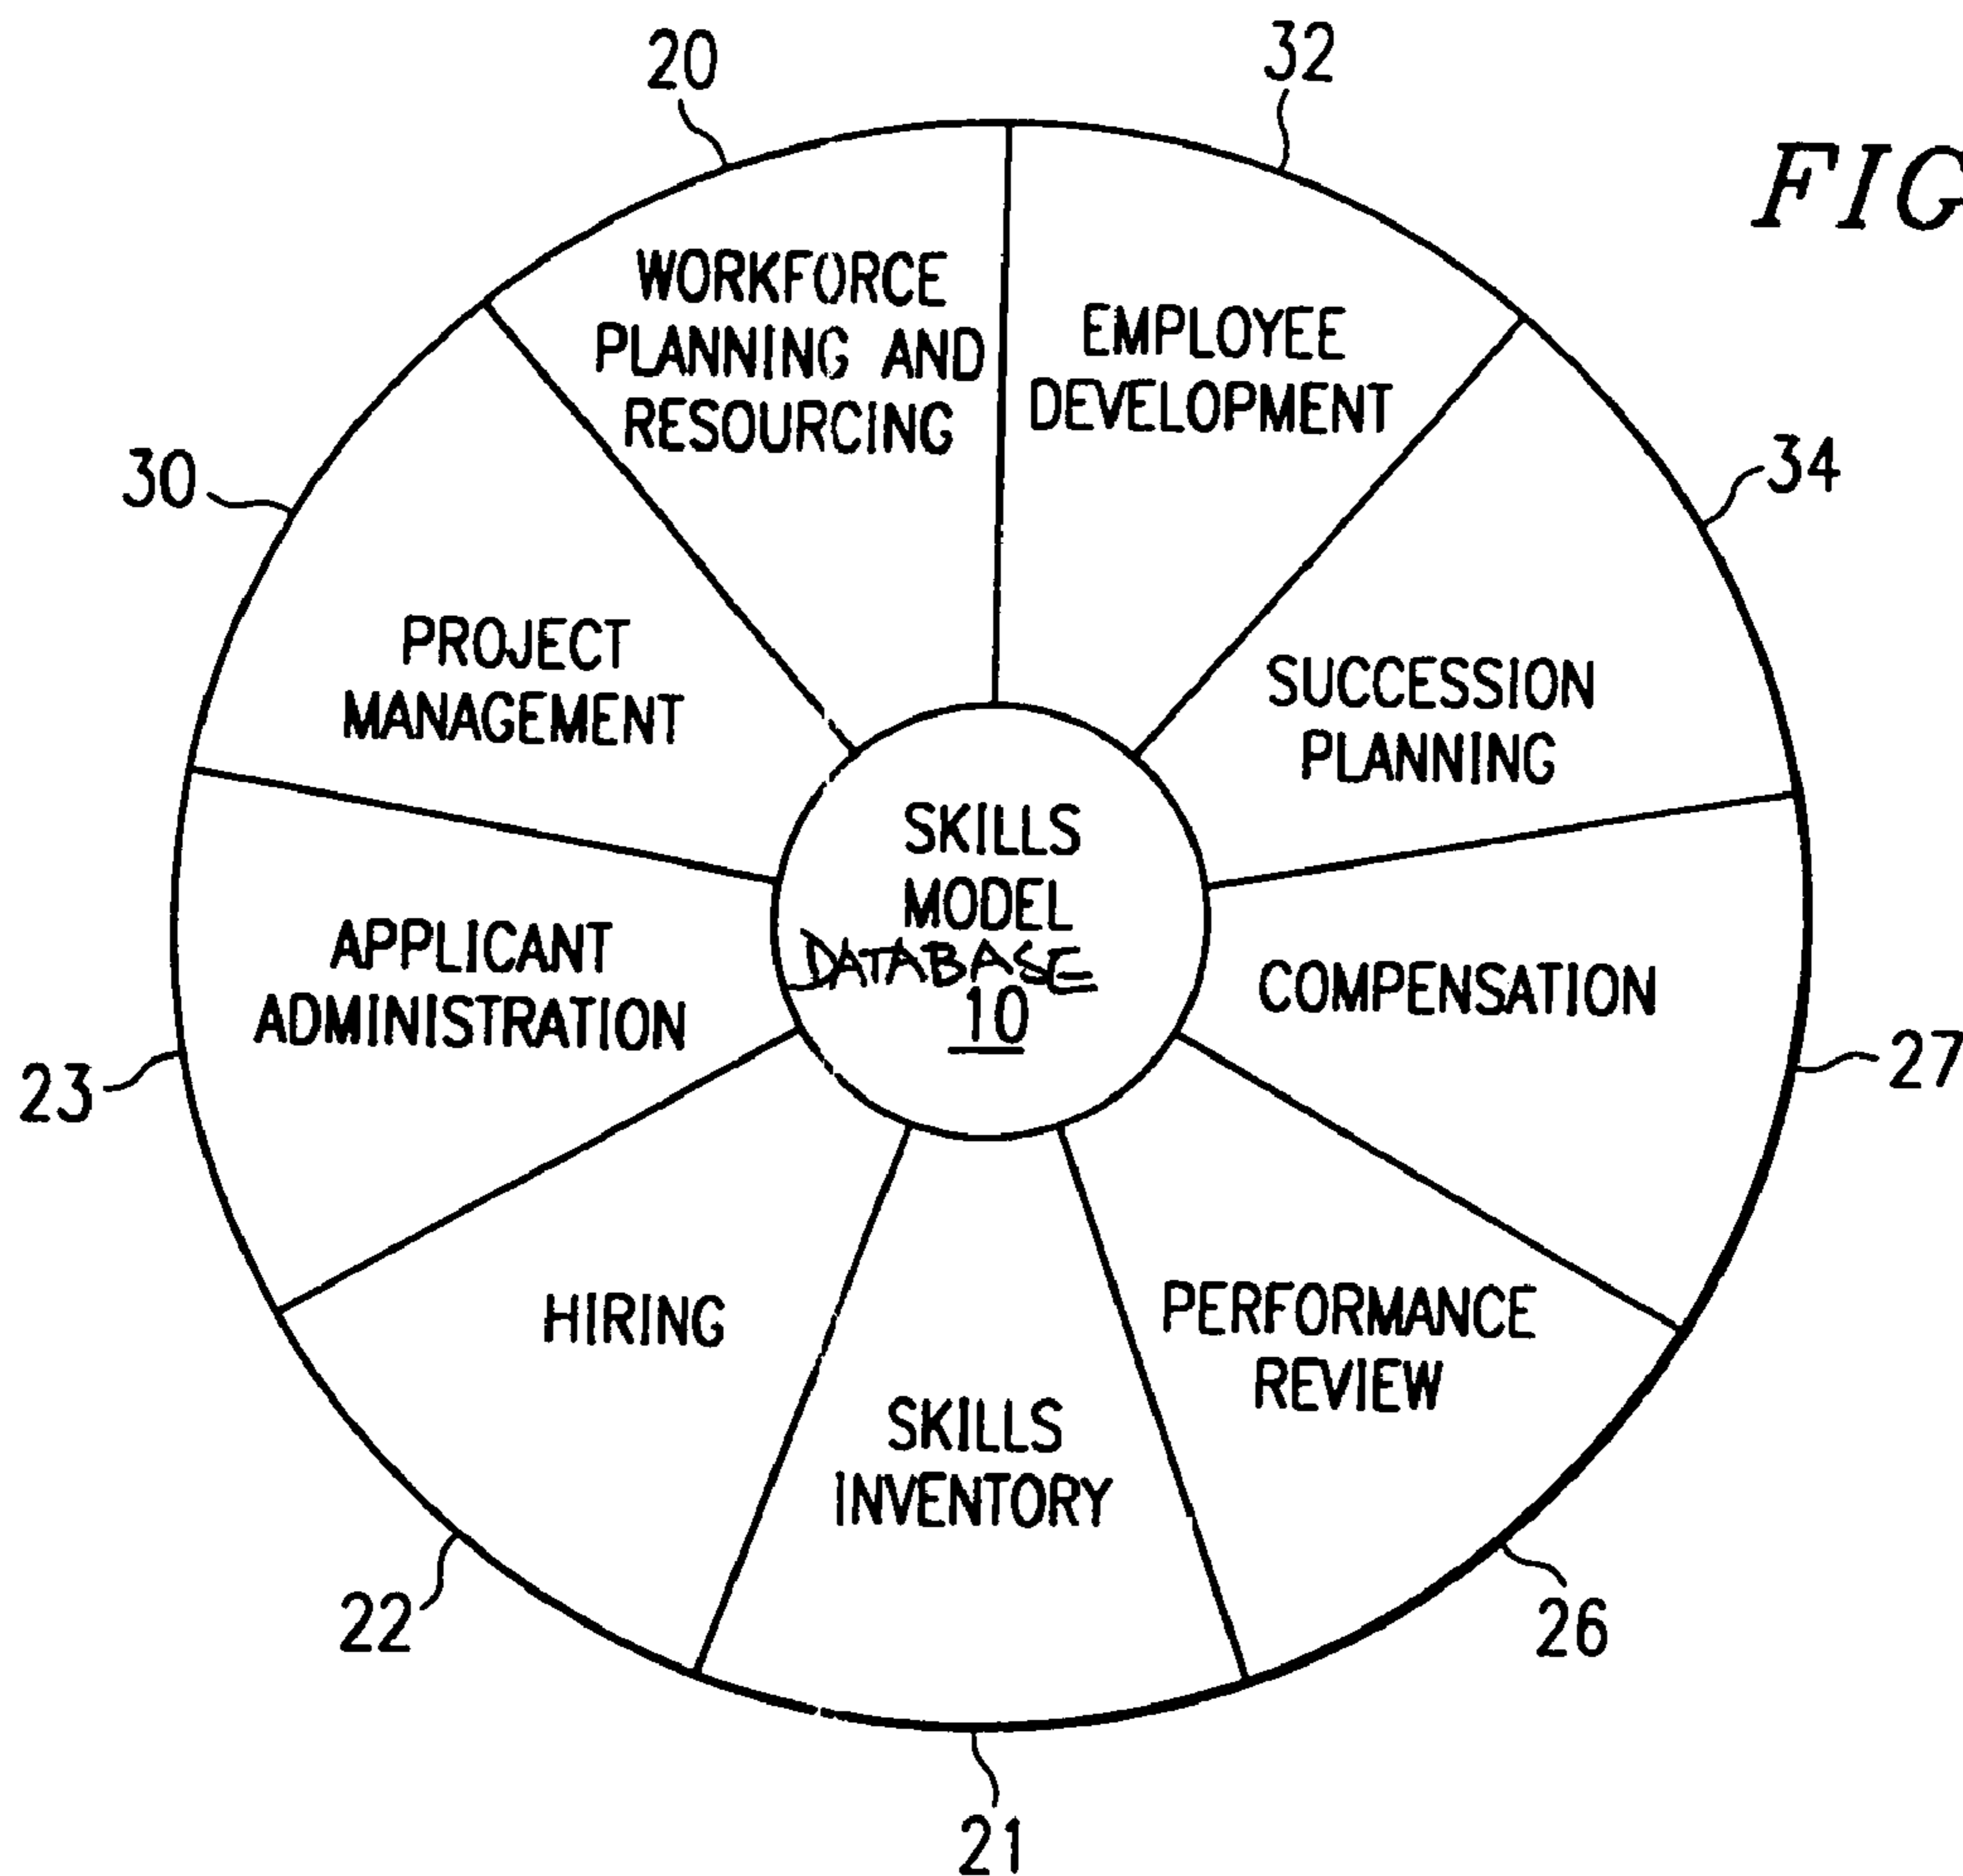 20
32
FIG
WORKFORCE
PLANNING AND
RESOURCING
EMPLOYEE
DEVELOPMENT
30
34
PROJECT
MANAGEMENT
SUCCESSION
PLANNING
SKILLS
MODEL
DATABASE
10
APPLICANT
ADMINISTRATION
COMPENSATION
23
27
HIRING
PERFORMANCE
REVIEW
SKILLS
INVENTORY
22
26
21